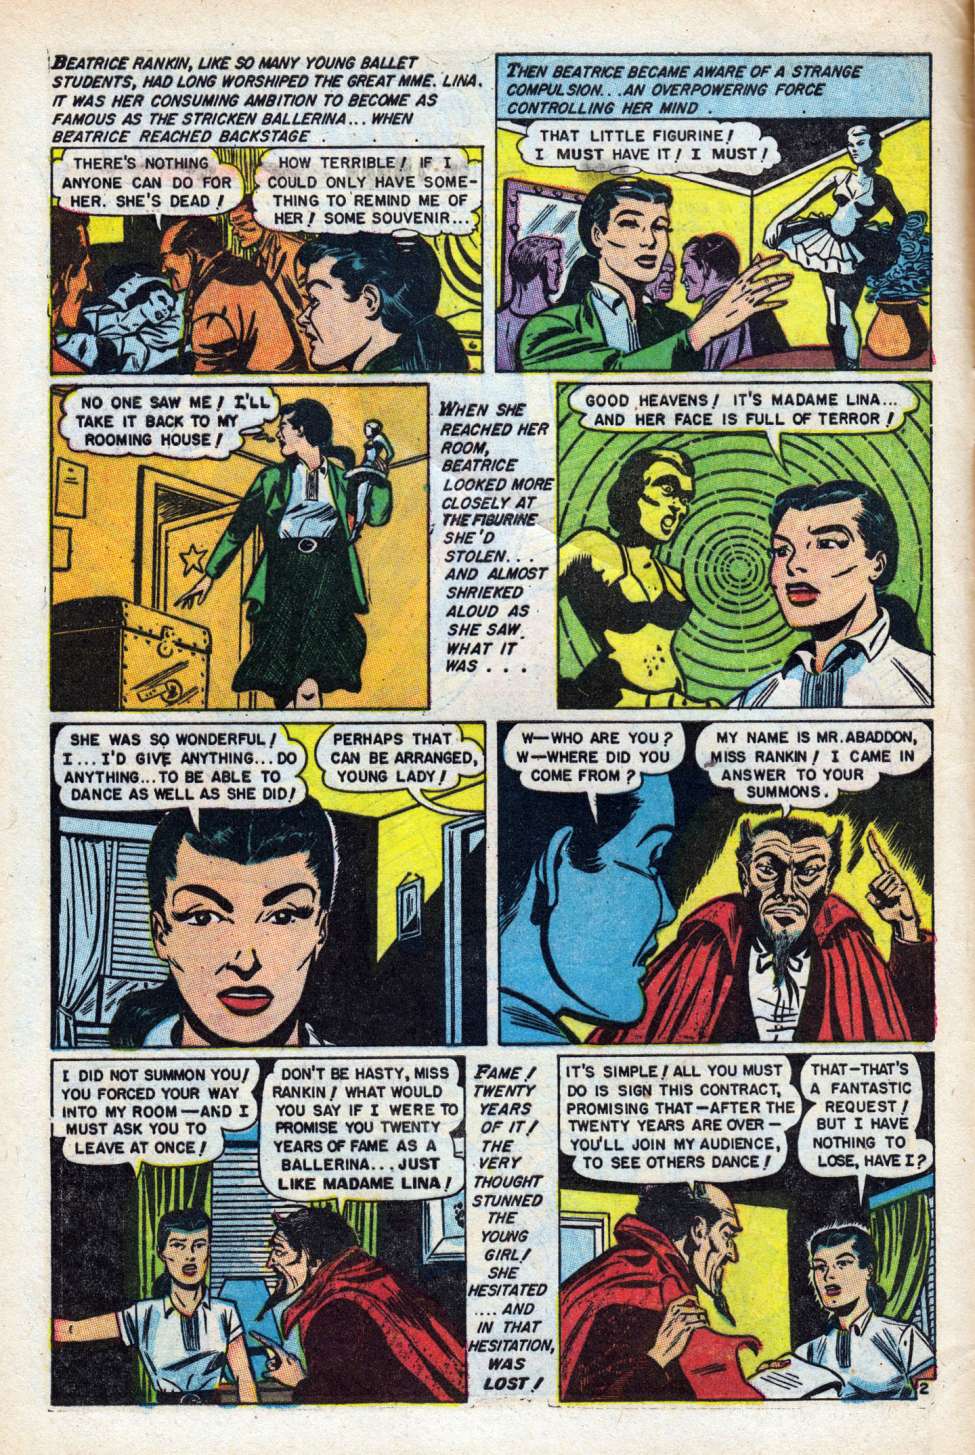 BEATRICE RANKIN, LIKE SO MANY YOUNG BALLET
STUDENTS, HAD LONG WORSHIPED THE GREAT MME. LINA.
IT WAS HER CONSUMING AMBITION TO BECOME AS
FAMOUS AS THE STRICKEN BALLERINA... WHEN
BEATRICE REACHED BACKSTAGE . . . .
THERE'S NOTHING
ANYONE CAN DO FOR
HER. SHE'S DEAD!
HOW TERRIBLE! IF I
COULD ONLY HAVE SOME-
THING TO REMIND ME OF
HER! SOME SOUVENIR...
THEN BEATRICE BECAME AWARE OF A STRANGE
COMPULSION...AN OVERPOWERING FORCE
CONTROLLING HER MIND . . . .
THAT LITTLE FIGURINE!
I MUST HAVE IT! I MUST!
NO ONE SAW ME! I'LL
TAKE IT BACK TO MY
ROOMING HOUSE!
WHEN SHE
REACHED HER
ROOM,
BEATRICE
LOOKED MORE
CLOSELY AT
THE FIGURINE
SHE'D
STOLEN...
AND ALMOST
SHRIEKED
ALOUD AS
SHE SAW
WHAT IT
WAS . . .
GOOD HEAVENS! IT'S MADAME LINA...
AND HER FACE IS FULL OF TERROR!
SHE WAS SO WONDERFUL!
I...I'D GIVE ANYTHING...DO
ANYTHING...TO BE ABLE TO
DANCE AS WELL AS SHE DID!
PERHAPS THAT
CAN BE ARRANGED,
YOUNG LADY!
W—WHO ARE YOU?
W—WHERE DID YOU
COME FROM?
MY NAME IS MR. ABADDON,
MISS RANKIN! I CAME IN
ANSWER TO YOUR
SUMMONS.
I DID NOT SUMMON YOU!
YOU FORCED YOUR WAY
INTO MY ROOM—AND I
MUST ASK YOU TO
LEAVE AT ONCE!
DON'T BE HASTY, MISS
RANKIN! WHAT WOULD
YOU SAY IF I WERE TO
PROMISE YOU TWENTY
YEARS OF FAME AS A
BALLERINA...JUST
LIKE MADAME LINA!
FAME!
TWENTY
YEARS
OF IT!
THE
VERY
THOUGHT
STUNNED
THE
YOUNG
GIRL!
SHE
HESITATED
....AND
IN THAT
HESITATION,
WAS
LOST!
IT'S SIMPLE! ALL YOU MUST
DO IS SIGN THIS CONTRACT,
PROMISING THAT—AFTER THE
TWENTY YEARS ARE OVER—
YOU'LL JOIN MY AUDIENCE,
TO SEE OTHERS DANCE!
THAT—THAT'S
A FANTASTIC
REQUEST!
BUT I HAVE
NOTHING TO
LOSE, HAVE I?
2